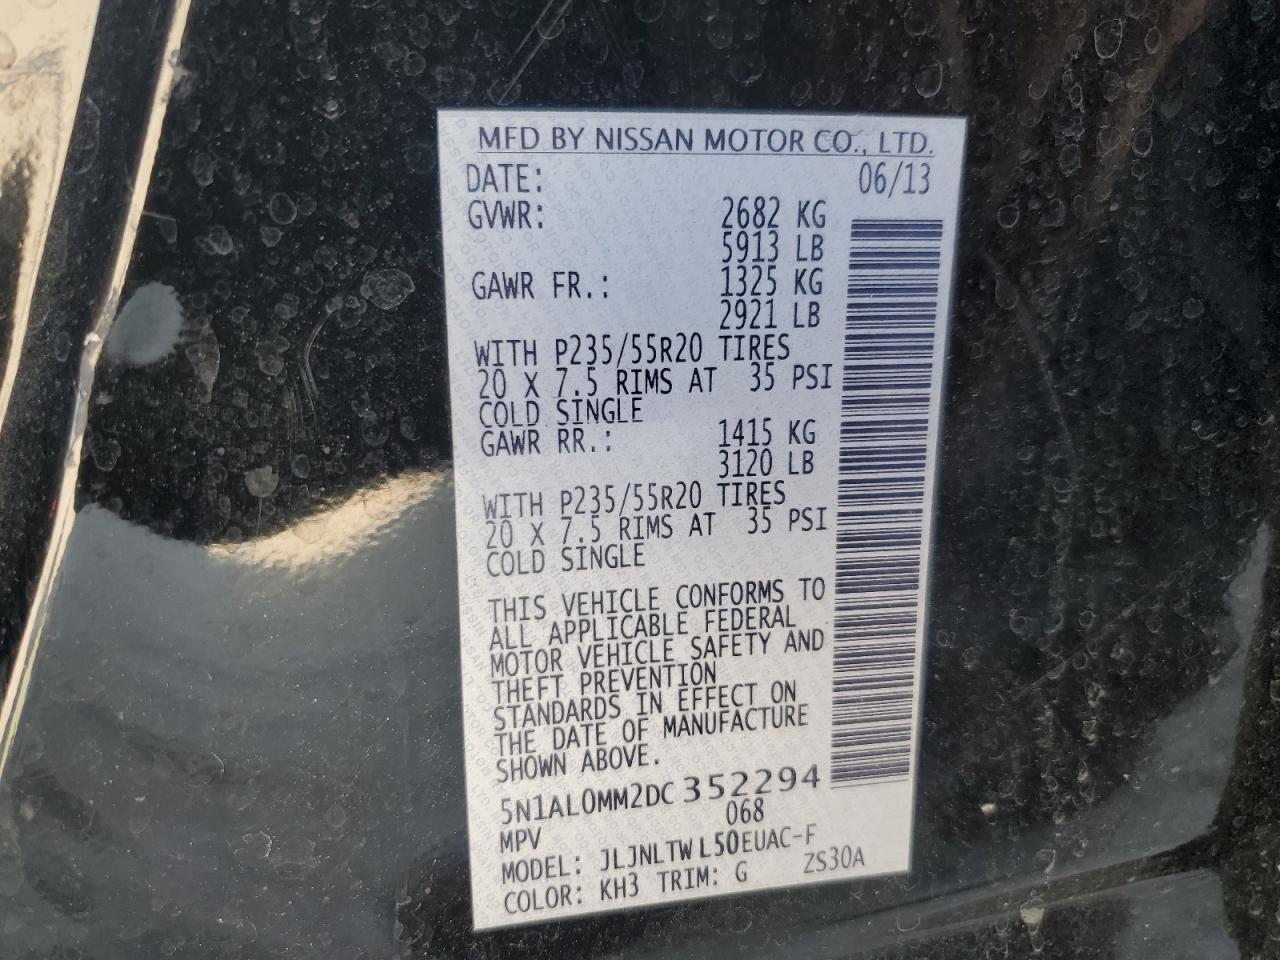 MFD BY NISSAN MOTOR CO., LTD.
DATE: 06/13
GVWR: 2682 KG
5913 LB
GAWR FR.: 1325 KG
2921 LB
WITH P235/55R20 TIRES
20 X 7.5 RIMS AT 35 PSI
COLD SINGLE
GAWR RR.: 1415 KG
3120 LB
WITH P235/55R20 TIRES
20 X 7.5 RIMS AT 35 PSI
COLD SINGLE
THIS VEHICLE CONFORMS TO
ALL APPLICABLE FEDERAL
MOTOR VEHICLE SAFETY AND
THEFT PREVENTION
STANDARDS IN EFFECT ON
THE DATE OF MANUFACTURE
SHOWN ABOVE.
5N1AL0MM2DC 352294
MPV 068
MODEL: JLJNLTWL50EUAC-F
COLOR: KH3 TRIM: G ZS30A